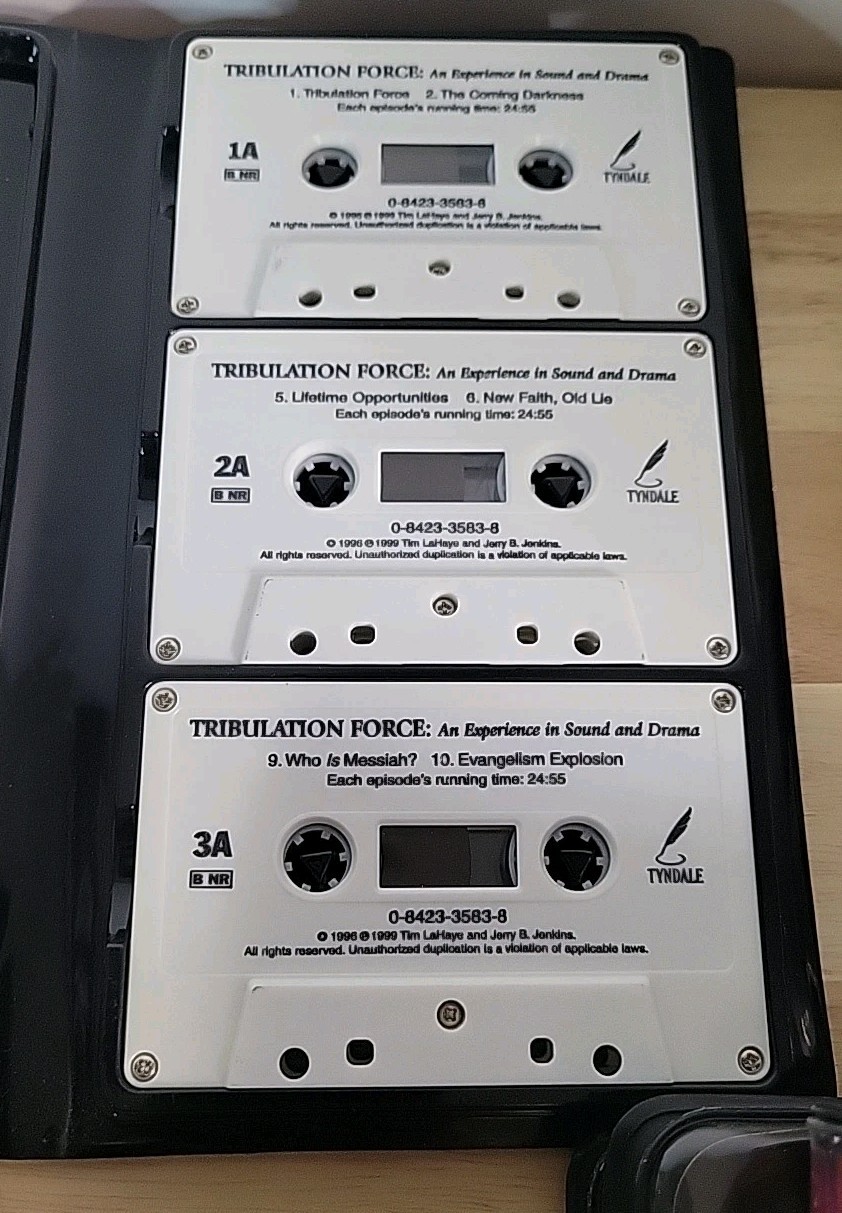 TRIBULATION FORCE: An Experience in Sound and Drama
1. Tribulation Force 2. The Coming Darkness
Each episode's running time: 24:55
1A
B NR
TYNDALE
0-8423-3583-8
© 1996 ℗ 1999 Tim LaHaye and Jerry B. Jenkins.
All rights reserved. Unauthorized duplication is a violation of applicable laws.
TRIBULATION FORCE: An Experience in Sound and Drama
5. Lifetime Opportunities 6. New Faith, Old Lie
Each episode's running time: 24:55
2A
B NR
TYNDALE
0-8423-3583-8
© 1996 ℗ 1999 Tim LaHaye and Jerry B. Jenkins.
All rights reserved. Unauthorized duplication is a violation of applicable laws.
TRIBULATION FORCE: An Experience in Sound and Drama
9. Who Is Messiah? 10. Evangelism Explosion
Each episode's running time: 24:55
3A
B NR
TYNDALE
0-8423-3583-8
© 1996 ℗ 1999 Tim LaHaye and Jerry B. Jenkins.
All rights reserved. Unauthorized duplication is a violation of applicable laws.